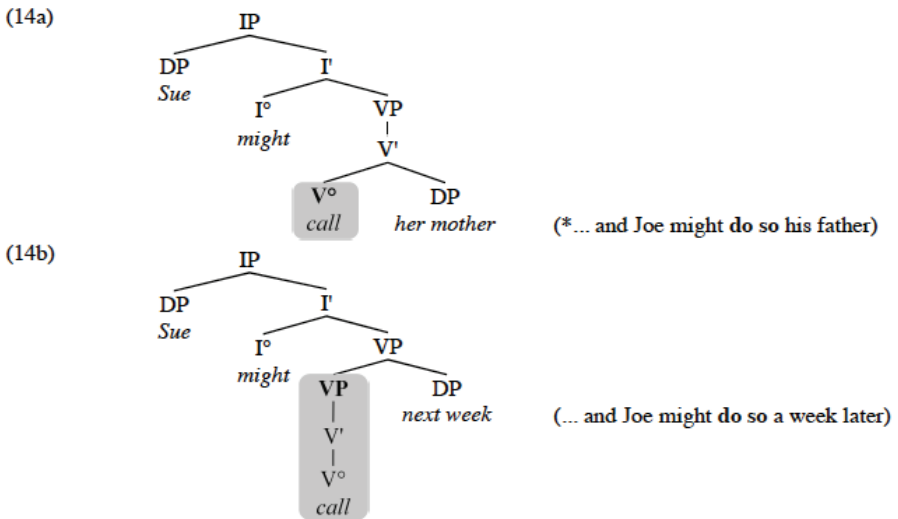 (14a)
IP
DP I'
Sue
I° VP
might
V'
V° DP
call her mother (*... and Joe might do so his father)
(14b)
IP
DP I'
Sue
I° VP
might
VP DP
next week (... and Joe might do so a week later)
V'
V°
call